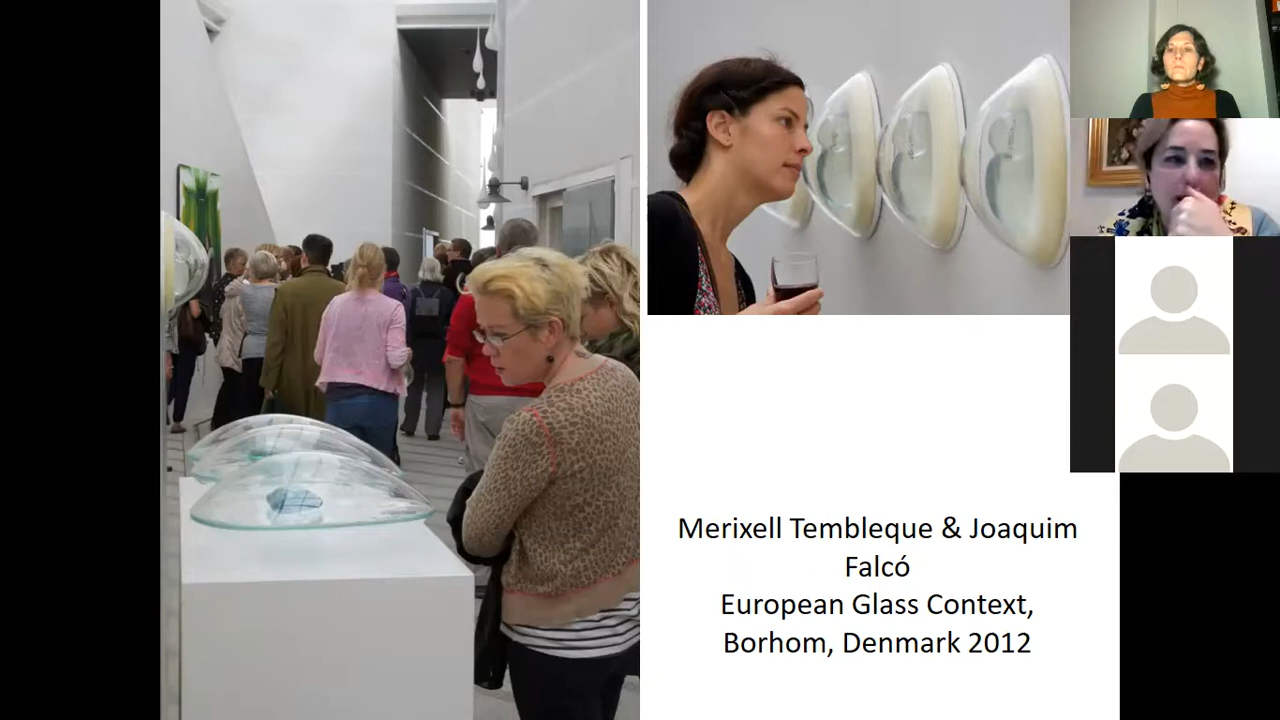 Merixell Tembleque & Joaquim
Falcó
European Glass Context,
Borhom, Denmark 2012